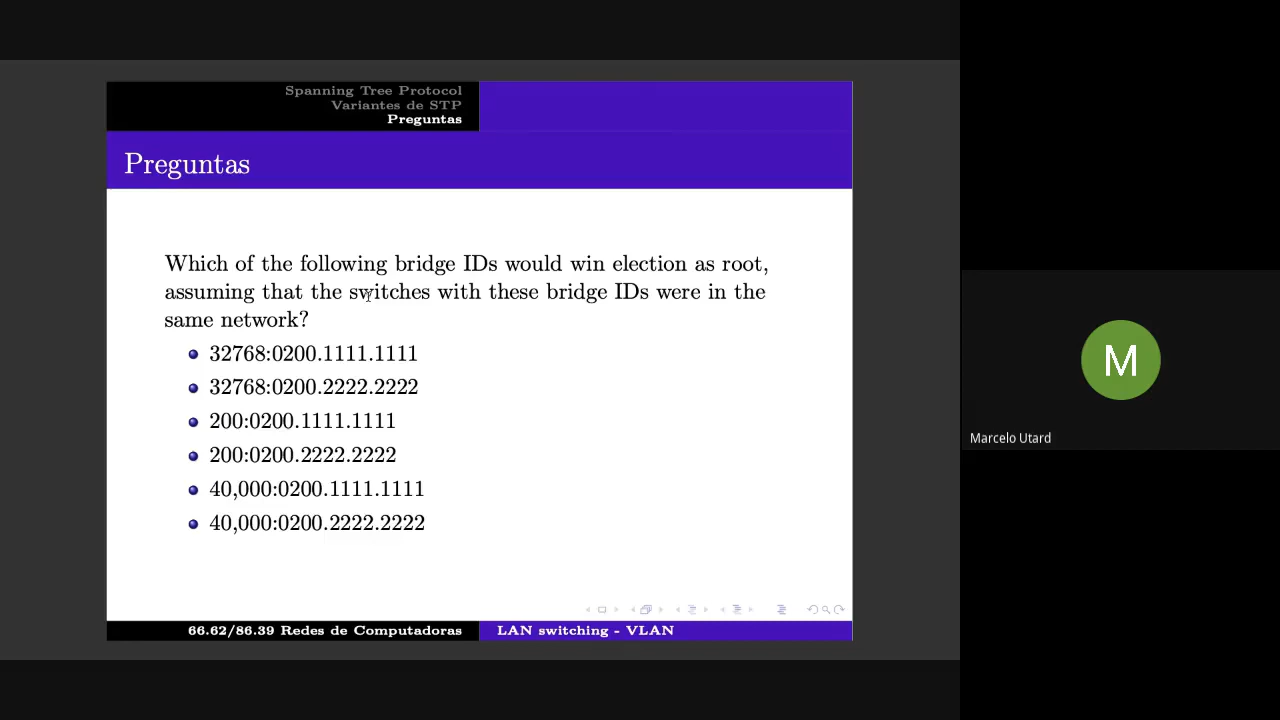 Spanning Tree Protocol
Variantes de STP
Preguntas
Preguntas
Which of the following bridge IDs would win election as root,
assuming that the switches with these bridge IDs were in the
same network?
32768:0200.1111.1111
32768:0200.2222.2222
200:0200.1111.1111
200:0200.2222.2222
40,000:0200.1111.1111
40,000:0200.2222.2222
66.62/86.39 Redes de Computadoras
LAN switching - VLAN
M
Marcelo Utard